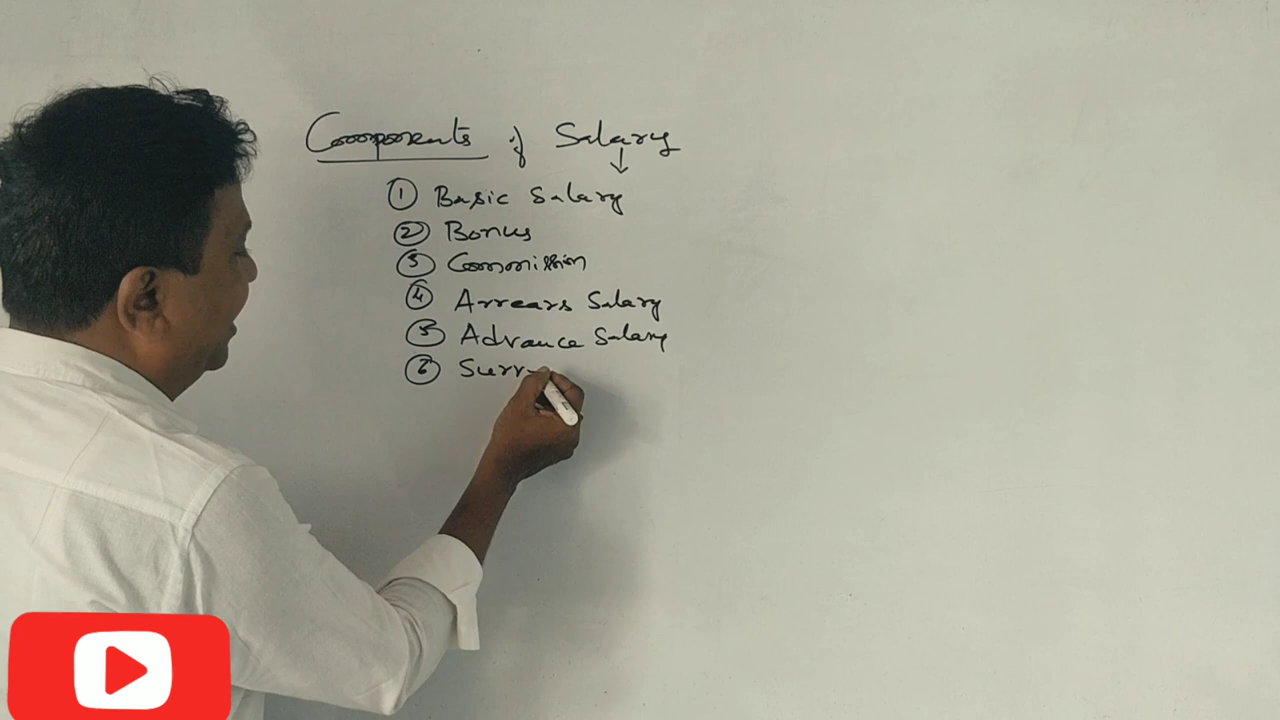 Components of Salary
① Basic Salary
② Bonus
③ Commission
④ Arrears Salary
⑤ Advance Salary
⑥ Surr